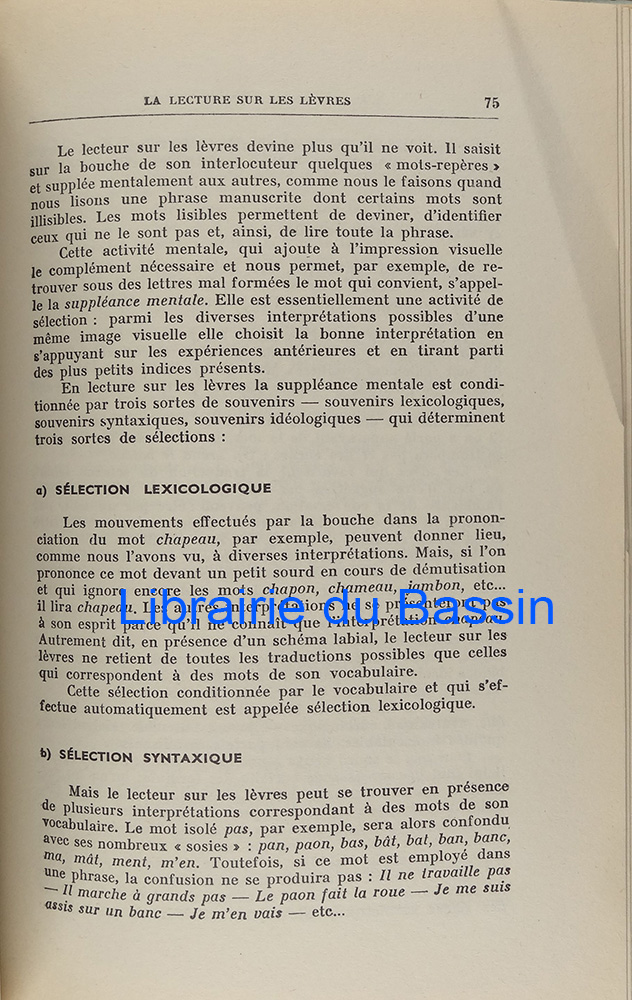 LA LECTURE SUR LES LÈVRES 75
Le lecteur sur les lèvres devine plus qu'il ne voit. Il saisit
sur la bouche de son interlocuteur quelques « mots-repères »
et supplée mentalement aux autres, comme nous le faisons quand
nous lisons une phrase manuscrite dont certains mots sont
illisibles. Les mots lisibles permettent de deviner, d'identifier
ceux qui ne le sont pas et, ainsi, de lire toute la phrase.
Cette activité mentale, qui ajoute à l'impression visuelle
le complément nécessaire et nous permet, par exemple, de re-
trouver sous des lettres mal formées le mot qui convient, s'appel-
le la suppléance mentale. Elle est essentiellement une activité de
sélection : parmi les diverses interprétations possibles d'une
même image visuelle elle choisit la bonne interprétation en
s'appuyant sur les expériences antérieures et en tirant parti
des plus petits indices présents.
En lecture sur les lèvres la suppléance mentale est condi-
tionnée par trois sortes de souvenirs — souvenirs lexicologiques,
souvenirs syntaxiques, souvenirs idéologiques — qui déterminent
trois sortes de sélections :
a) SÉLECTION LEXICOLOGIQUE
Les mouvements effectués par la bouche dans la pronon-
ciation du mot chapeau, par exemple, peuvent donner lieu,
comme nous l'avons vu, à diverses interprétations. Mais, si l'on
prononce ce mot devant un petit sourd en cours de démutisation
et qui ignore encore les mots chapon, chameau, jambon, etc...
il lira chapeau. Les autres interprétations ne se présenteront pas
à son esprit parce qu'il ne connaît que l'interprétation chapeau.
Librairie du Bassin
Autrement dit, en présence d'un schéma labial, le lecteur sur les
lèvres ne retient de toutes les traductions possibles que celles
qui correspondent à des mots de son vocabulaire.
Cette sélection conditionnée par le vocabulaire et qui s'ef-
fectue automatiquement est appelée sélection lexicologique.
b) SÉLECTION SYNTAXIQUE
Mais le lecteur sur les lèvres peut se trouver en présence
de plusieurs interprétations correspondant à des mots de son
vocabulaire. Le mot isolé pas, par exemple, sera alors confondu
avec ses nombreux « sosies » : pan, paon, bas, bât, bat, ban, banc,
ma, mât, ment, m'en. Toutefois, si ce mot est employé dans
une phrase, la confusion ne se produira pas : Il ne travaille pas
— Il marche à grands pas — Le paon fait la roue — Je me suis
assis sur un banc — Je m'en vais — etc...